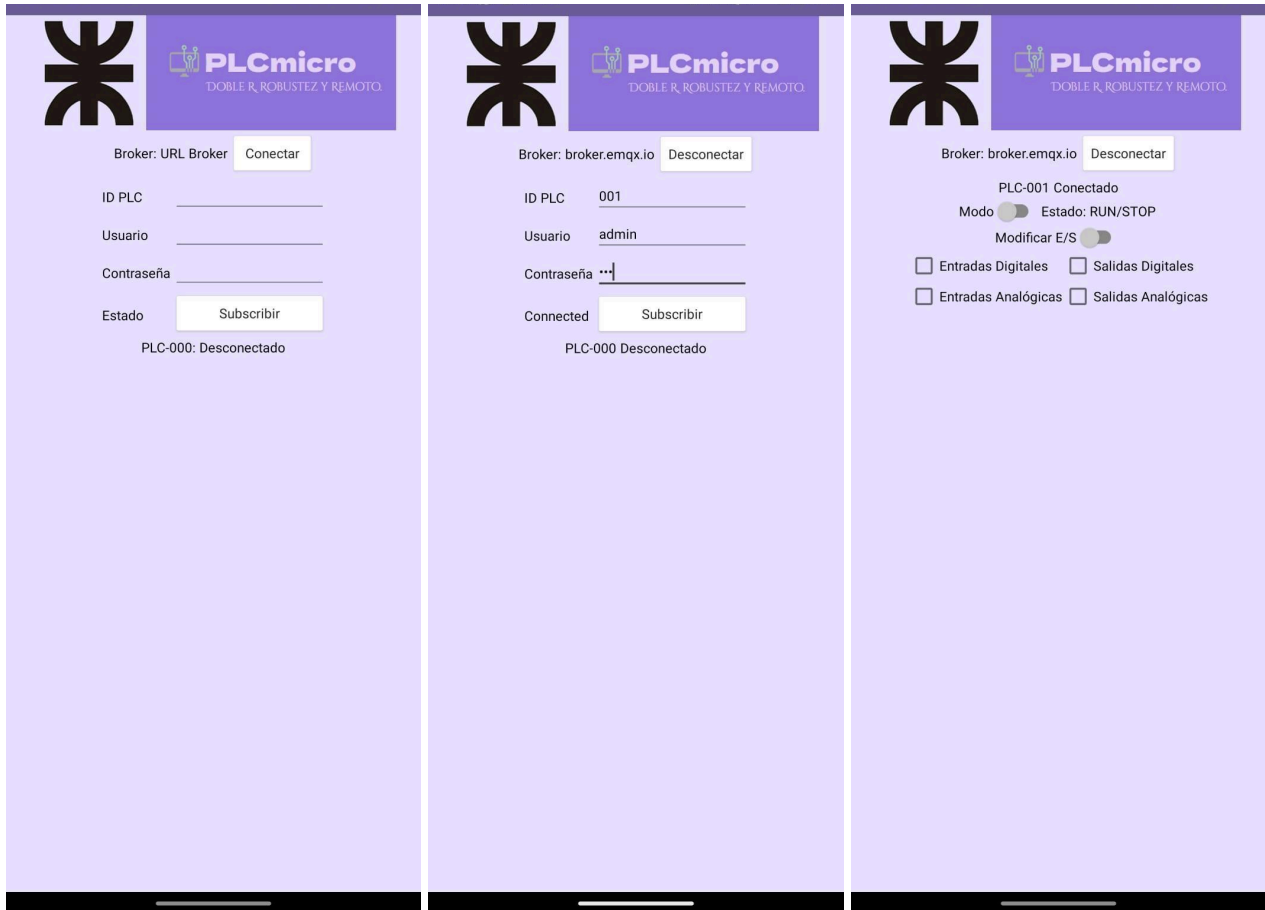 PLCmicro
DOBLE R, ROBUSTEZ Y REMOTO.
Broker: URL Broker Conectar
ID PLC
Usuario
Contraseña
Estado Subscribir
PLC-000: Desconectado
PLCmicro
DOBLE R, ROBUSTEZ Y REMOTO.
Broker: broker.emqx.io Desconectar
ID PLC 001
Usuario admin
Contraseña •••
Connected Subscribir
PLC-000 Desconectado
PLCmicro
DOBLE R, ROBUSTEZ Y REMOTO.
Broker: broker.emqx.io Desconectar
PLC-001 Conectado
Modo Estado: RUN/STOP
Modificar E/S
Entradas Digitales Salidas Digitales
Entradas Analógicas Salidas Analógicas